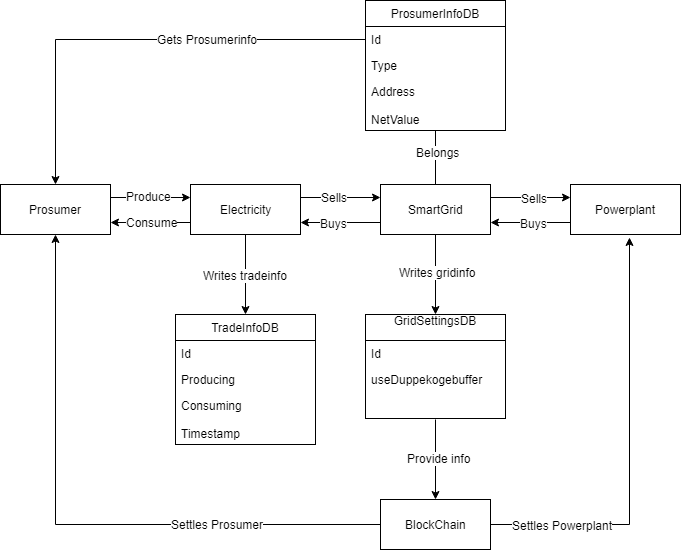 ProsumerInfoDB
Gets Prosumerinfo
Id
Type
Address
NetValue
Belongs
Prosumer
Produce
Consume
Electricity
Sells
Buys
SmartGrid
Sells
Buys
Powerplant
Writes tradeinfo
Writes gridinfo
TradeInfoDB
Id
Producing
Consuming
Timestamp
GridSettingsDB
Id
useDuppekogebuffer
Provide info
Settles Prosumer
BlockChain
Settles Powerplant